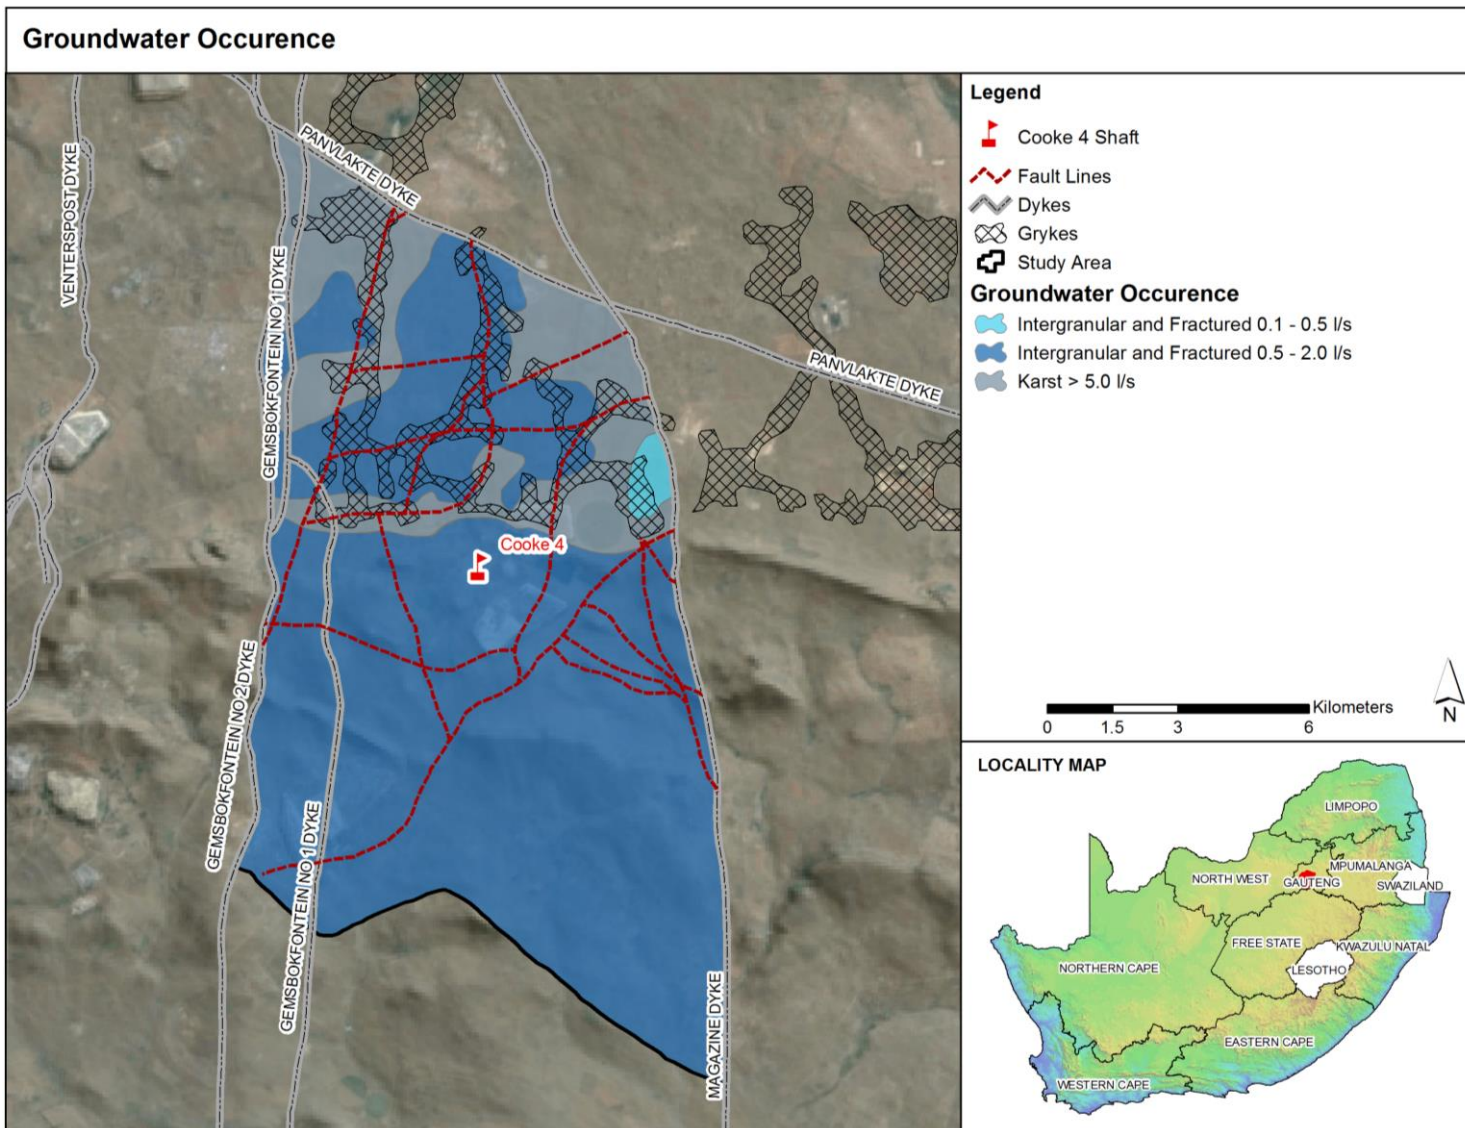 Groundwater Occurence
PANVLAKTE DYKE
VENTERSPOST DYKE
GEMSBOKFONTEIN NO 1 DYKE
PANVLAKTE DYKE
Cooke 4
GEMSBOKFONTEIN NO 2 DYKE
GEMSBOKFONTEIN NO 1 DYKE
MAGAZINE DYKE
Legend
Cooke 4 Shaft
Fault Lines
Dykes
Grykes
Study Area
Groundwater Occurence
Intergranular and Fractured 0.1 - 0.5 l/s
Intergranular and Fractured 0.5 - 2.0 l/s
Karst > 5.0 l/s
Kilometers
0 1.5 3 6
N
LOCALITY MAP
LIMPOPO
MPUMALANGA
NORTH WEST
GAUTENG
SWAZILAND
FREE STATE
KWAZULU NATAL
NORTHERN CAPE
LESOTHO
EASTERN CAPE
WESTERN CAPE